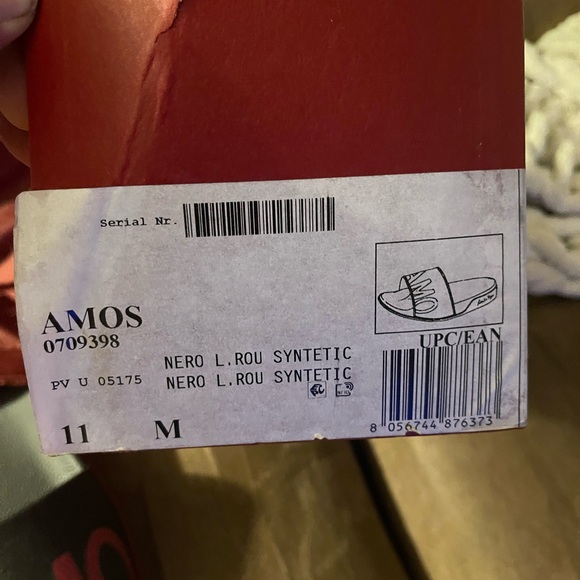 Serial Nr.
AMOS
0709398
UPC/EAN
NERO L.ROU SYNTETIC
PV U 05175 NERO L.ROU SYNTETIC
11 M
8 056744 876373